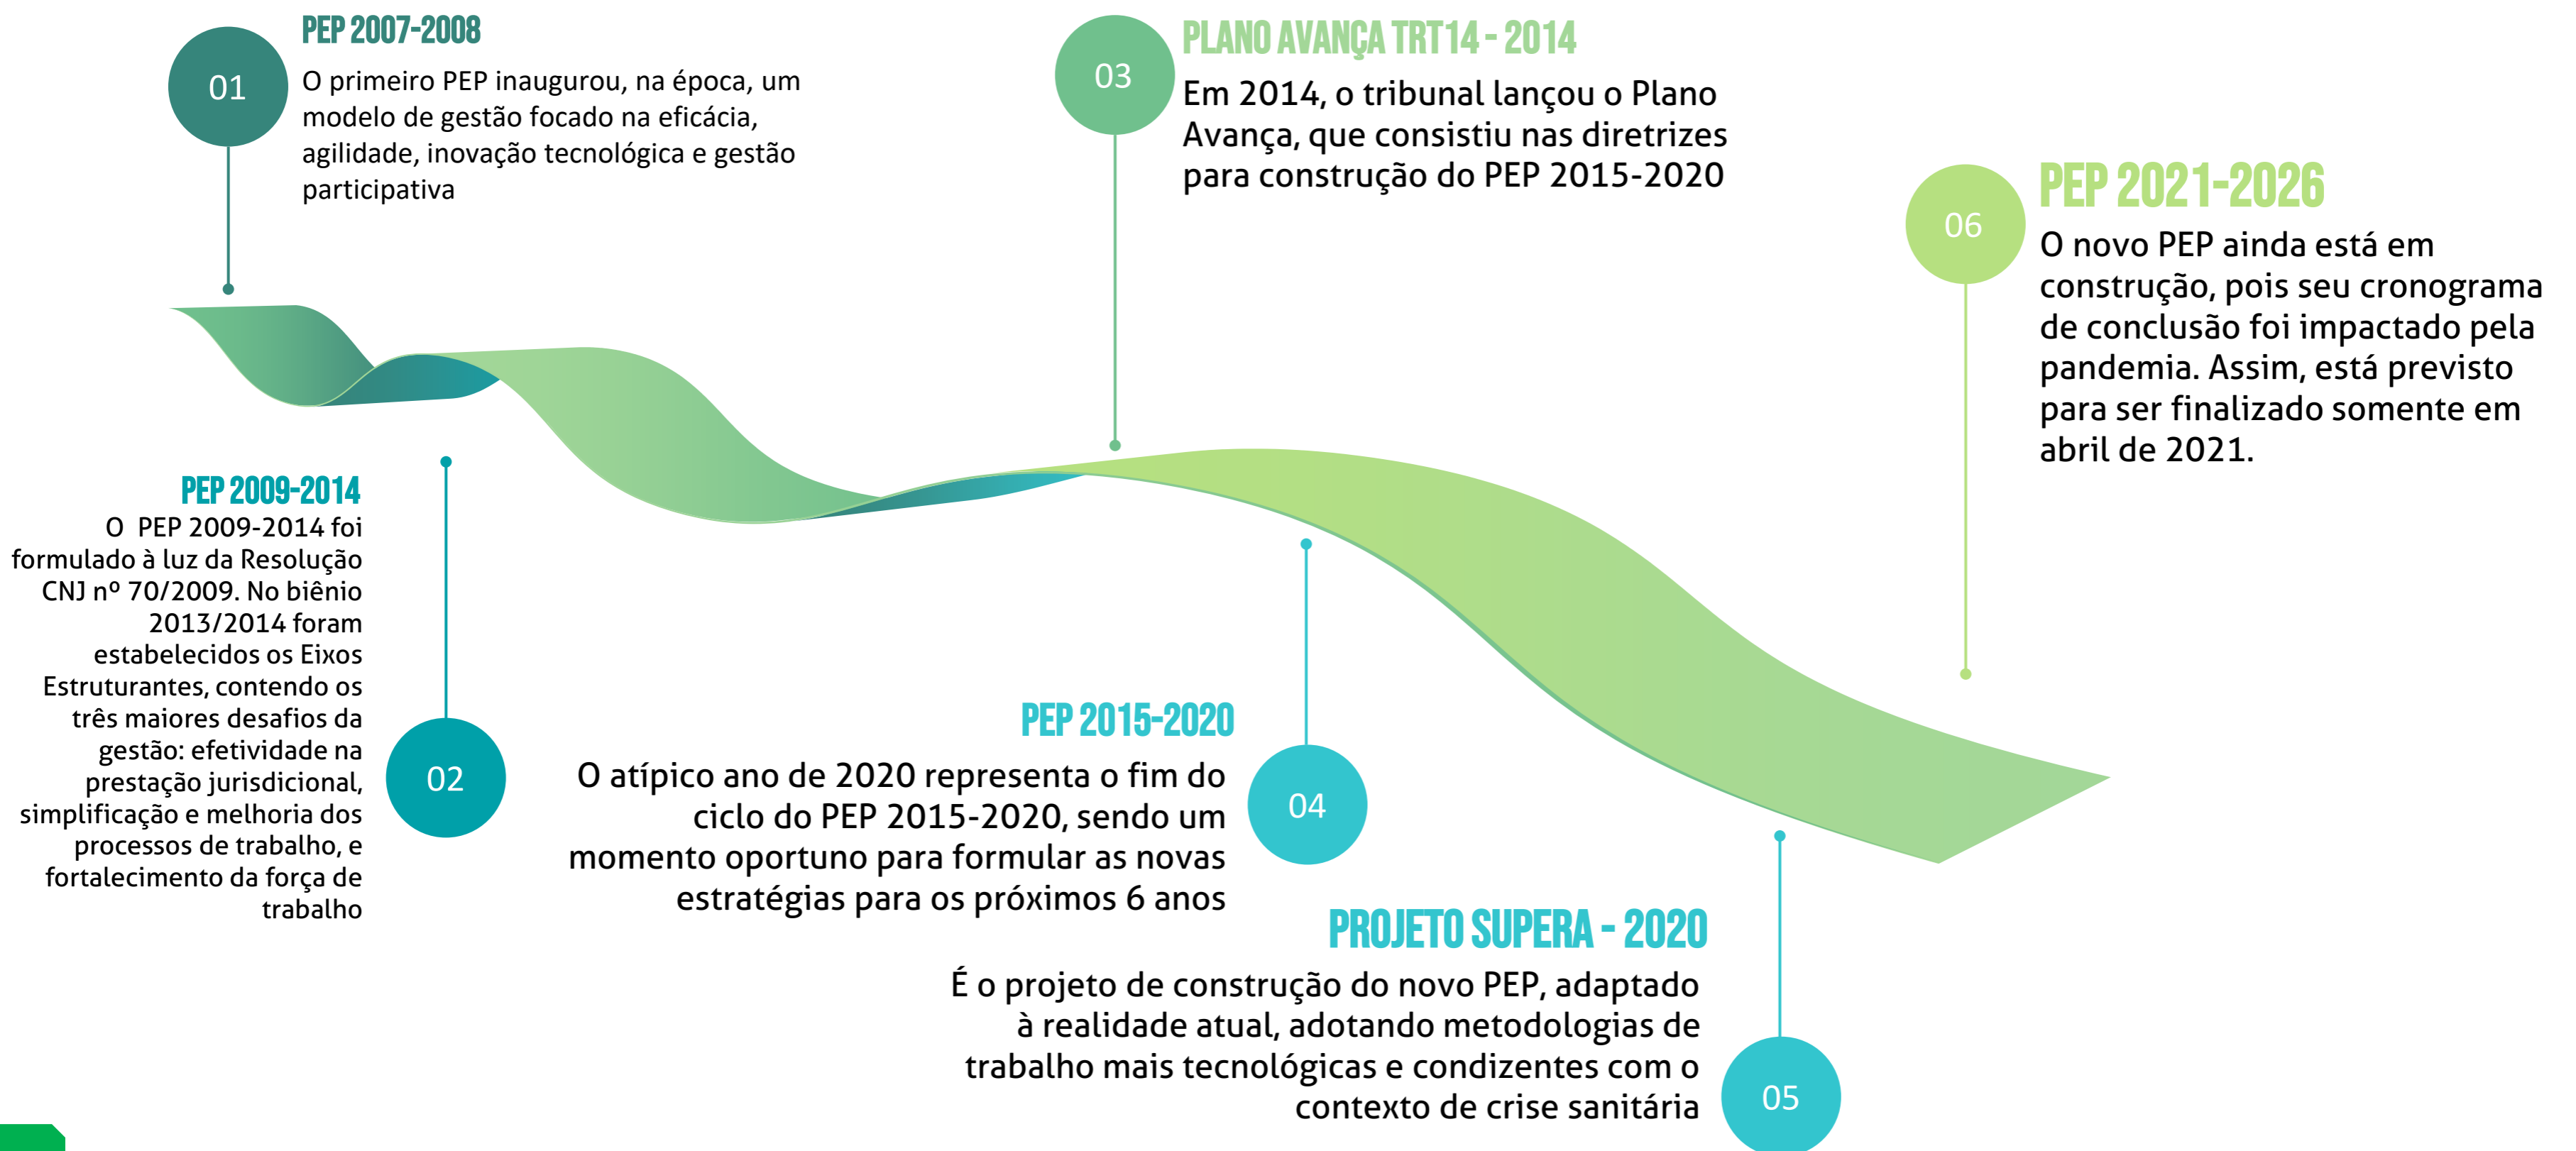 01
PEP 2007-2008
O primeiro PEP inaugurou, na época, um
modelo de gestão focado na eficácia,
agilidade, inovação tecnológica e gestão
participativa
PEP 2009-2014
O PEP 2009-2014 foi
formulado à luz da Resolução
CNJ nº 70/2009. No biênio
2013/2014 foram
estabelecidos os Eixos
Estruturantes, contendo os
três maiores desafios da
gestão: efetividade na
prestação jurisdicional,
simplificação e melhoria dos
processos de trabalho, e
fortalecimento da força de
trabalho
02
03
PLANO AVANÇA TRT14 - 2014
Em 2014, o tribunal lançou o Plano
Avança, que consistiu nas diretrizes
para construção do PEP 2015-2020
PEP 2015-2020
O atípico ano de 2020 representa o fim do
ciclo do PEP 2015-2020, sendo um
momento oportuno para formular as novas
estratégias para os próximos 6 anos
04
PROJETO SUPERA - 2020
É o projeto de construção do novo PEP, adaptado
à realidade atual, adotando metodologias de
trabalho mais tecnológicas e condizentes com o
contexto de crise sanitária
05
06
PEP 2021-2026
O novo PEP ainda está em
construção, pois seu cronograma
de conclusão foi impactado pela
pandemia. Assim, está previsto
para ser finalizado somente em
abril de 2021.